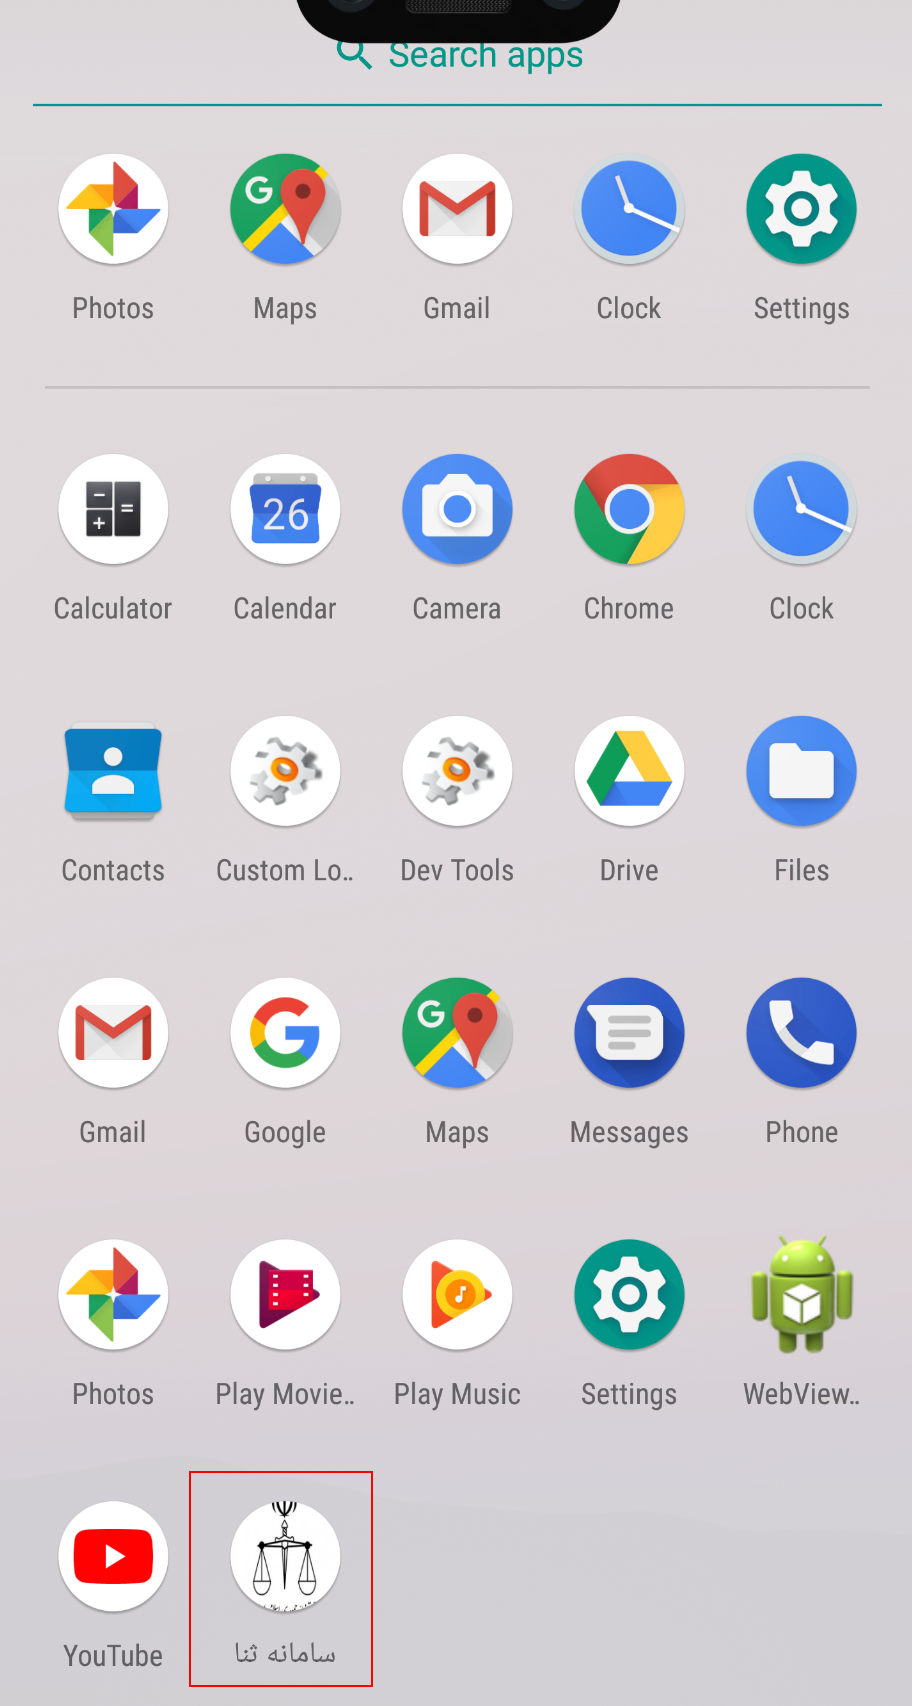 Search apps
Photos
Maps
Gmail
Clock
Settings
Calculator
26
Calendar
Camera
Chrome
Clock
Contacts
Custom Lo..
Dev Tools
Drive
Files
Gmail
Google
Maps
Messages
Phone
Photos
Play Movie..
Play Music
Settings
WebView..
YouTube
سامانه ثنا